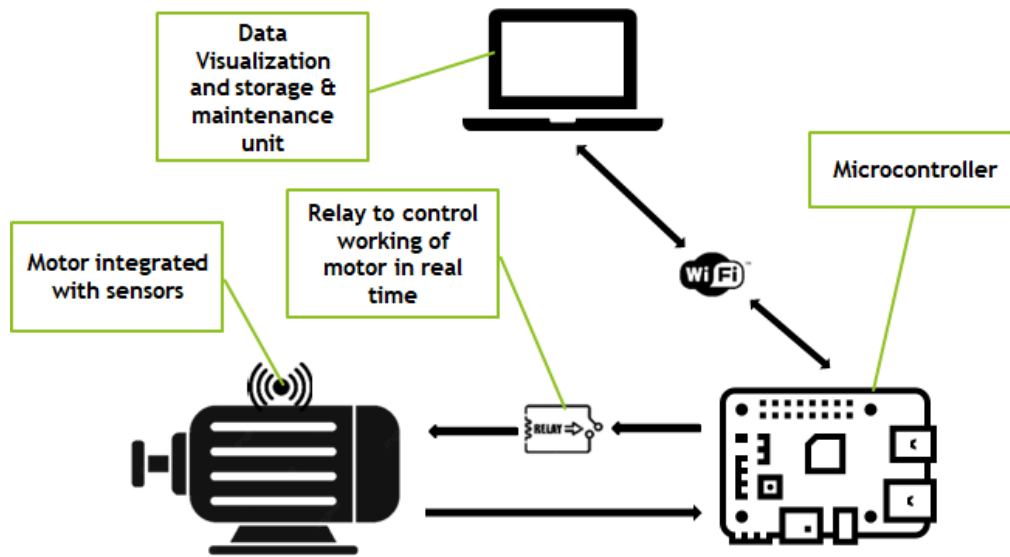 Data
Visualization
and storage &
maintenance
unit
Microcontroller
Relay to control
working of
motor in real
time
Motor integrated
with sensors
Wi Fi
RELAY